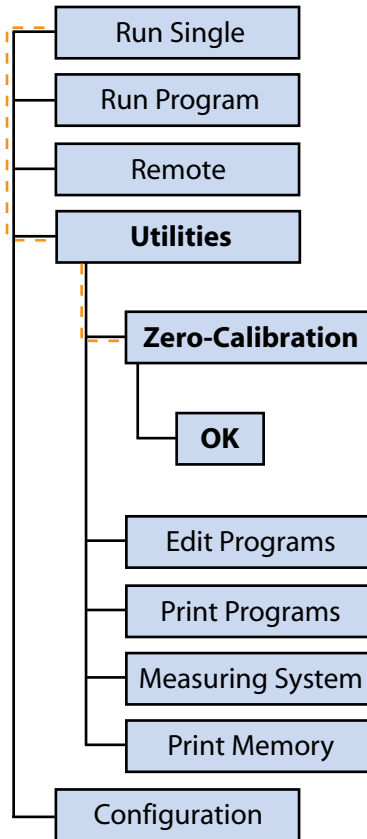 Run Single
Run Program
Remote
Utilities
Zero-Calibration
OK
Edit Programs
Print Programs
Measuring System
Print Memory
Configuration